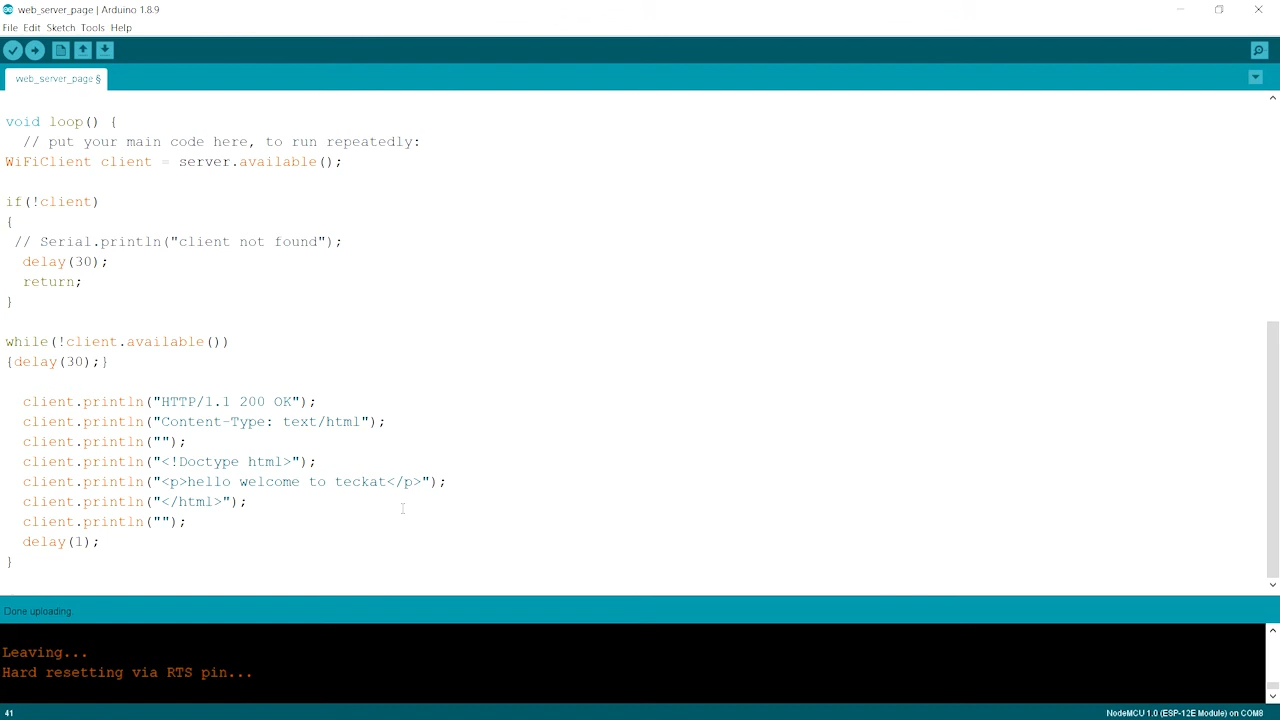 web_server_page | Arduino 1.8.9
File Edit Sketch Tools Help
web_server_page §
void loop() {
// put your main code here, to run repeatedly:
WiFiClient client = server.available();
if(!client)
{
// Serial.println("client not found");
delay(30);
return;
}
while(!client.available())
{delay(30);}
client.println("HTTP/1.1 200 OK");
client.println("Content-Type: text/html");
client.println("");
client.println("<!Doctype html>");
client.println("<p>hello welcome to teckat</p>");
client.println("</html>");
client.println("");
delay(1);
}
Done uploading.
Leaving...
Hard resetting via RTS pin...
41
NodeMCU 1.0 (ESP-12E Module) on COM8